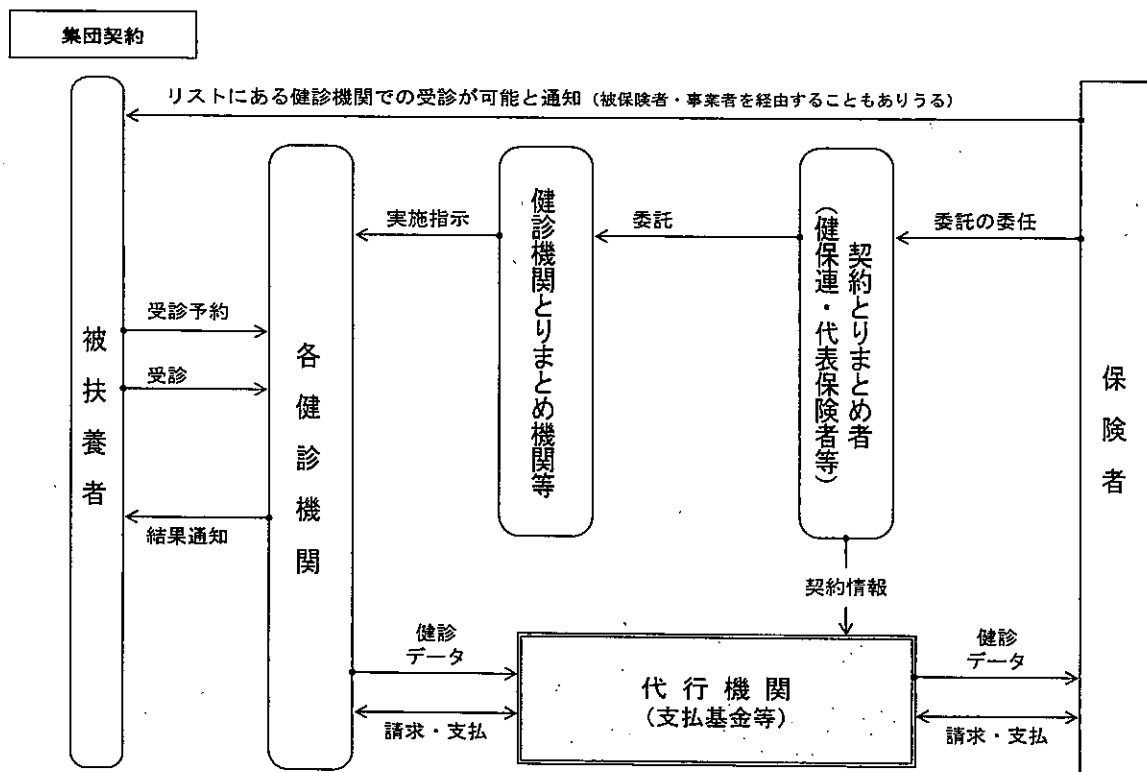 集団契約
リストにある健診機関での受診が可能と通知（被保険者・事業者を経由することもありうる）
被扶養者
各健診機関
健診機関とりまとめ機関等
契約とりまとめ者
（健保連・代表保険者等）
保険者
実施指示
委託
委託の委任
受診予約
受診
結果通知
契約情報
健診
データ
請求・支払
代行機関
（支払基金等）
健診
データ
請求・支払